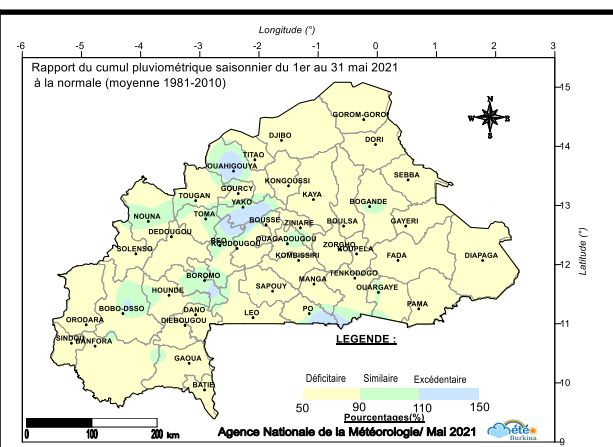 Longitude (°)
-6 -5 -4 -3 -2 -1 0 1 2 3
Rapport du cumul pluviométrique saisonnier du 1er au 31 mai 2021
à la normale (moyenne 1981-2010)
15
N
W E
S
GOROM-GOROM
DJIBO
DORI
14
TITAO
OUAHIGOUYA
SEBBA
KONGOUSSI
GOURCY
TOUGAN
KAYA
YAKO
BOGANDE
13
NOUNA
TOMA
BOUSSE
ZINIARE
BOULSA
GAYERI
DEDOUGOU
REO
KOUDOUGOU
OUAGADOUGOU
ZORGHO
KOUPELA
SOLENSO
KOMBISSIRI
FADA
DIAPAGA
Latitude (°)
12
BOROMO
TENKODOGO
MANGA
HOUNDE
SAPOUY
OUARGAYE
BOBO-DSSO
DANO
LEO
PO
PAMA
ORODARA
DIEBOUGOU
11
SINDOU
BANFORA
LEGENDE :
GAOUA
Déficitaire Similaire Excédentaire
BATIE
10
50 90 110 150
Pourcentages(%)
0 100 200 km
Agence Nationale de la Météorologie/ Mai 2021
météo
Burkina
9